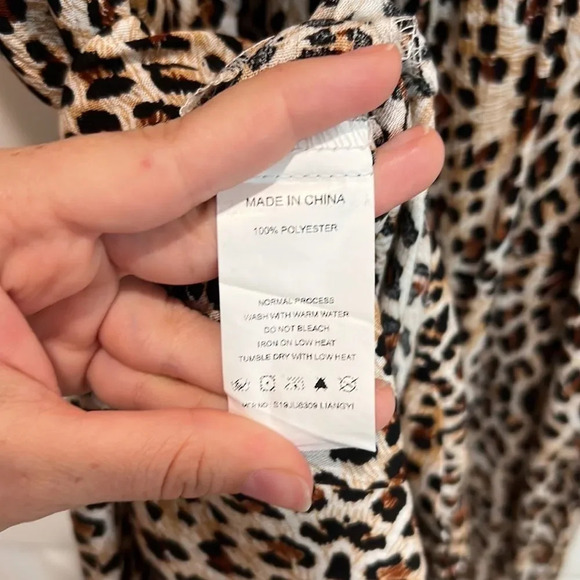 MADE IN CHINA
100% POLYESTER
NORMAL PROCESS
WASH WITH WARM WATER
DO NOT BLEACH
IRON ON LOW HEAT
TUMBLE DRY WITH LOW HEAT
LIANGYI